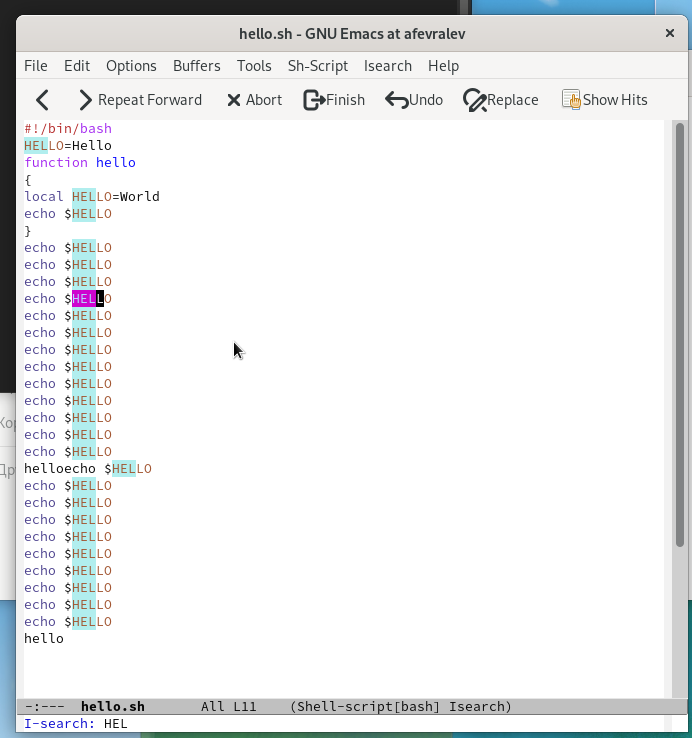 hello.sh - GNU Emacs at afevralev ×
File Edit Options Buffers Tools Sh-Script Isearch Help
Repeat Forward Abort Finish Undo Replace Show Hits
#!/bin/bash
HELLO=Hello
function hello
{
local HELLO=World
echo $HELLO
}
echo $HELLO
echo $HELLO
echo $HELLO
echo $HELLO
echo $HELLO
echo $HELLO
echo $HELLO
echo $HELLO
echo $HELLO
echo $HELLO
echo $HELLO
echo $HELLO
echo $HELLO
helloecho $HELLO
echo $HELLO
echo $HELLO
echo $HELLO
echo $HELLO
echo $HELLO
echo $HELLO
echo $HELLO
echo $HELLO
echo $HELLO
hello
-:--- hello.sh All L11 (Shell-script[bash] Isearch)
I-search: HEL